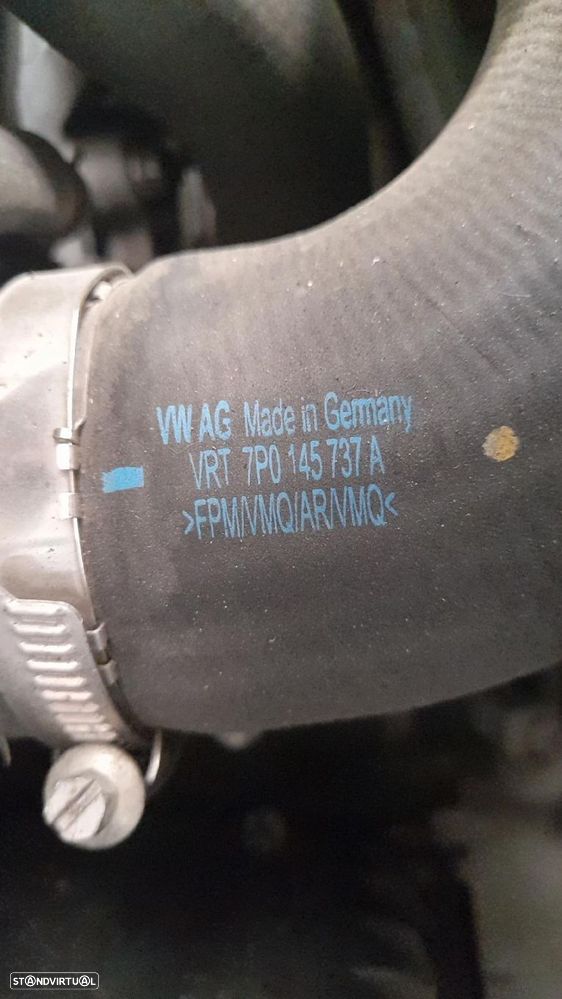 VW AG Made in Germany
VRT 7P0 145 737 A
>FPM/VMQ/AR/VMQ<
STANDVIRTUAL